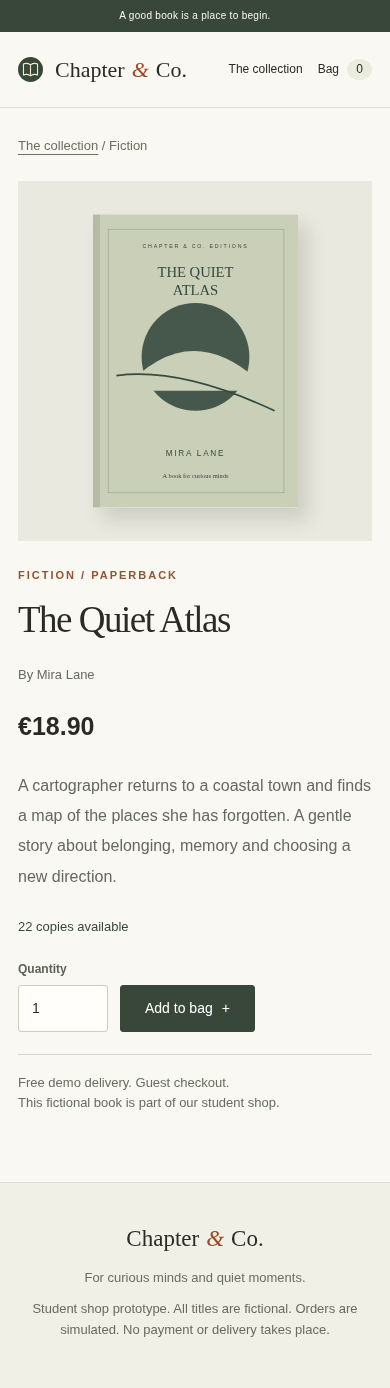 A good book is a place to begin.
Chapter & Co.
The collection Bag 0
The collection / Fiction
CHAPTER & CO. EDITIONS
THE QUIET
ATLAS
MIRA LANE
A book for curious minds
FICTION / PAPERBACK
The Quiet Atlas
By Mira Lane
€18.90
A cartographer returns to a coastal town and finds
a map of the places she has forgotten. A gentle
story about belonging, memory and choosing a
new direction.
22 copies available
Quantity
1 Add to bag +
Free demo delivery. Guest checkout.
This fictional book is part of our student shop.
Chapter & Co.
For curious minds and quiet moments.
Student shop prototype. All titles are fictional. Orders are
simulated. No payment or delivery takes place.